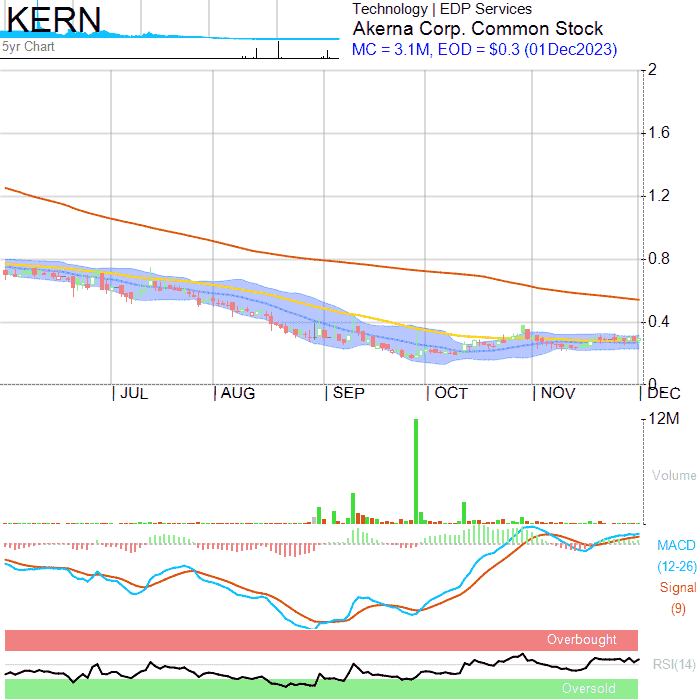 KERN
5yr Chart
Technology | EDP Services
Akerna Corp. Common Stock
MC = 3.1M, EOD = $0.3 (01Dec2023)
2
1.6
1.2
0.8
0.4
0
JUL AUG SEP OCT NOV DEC
12M
Volume
MACD
(12-26)
Signal
(9)
Overbought
RSI(14)
Oversold